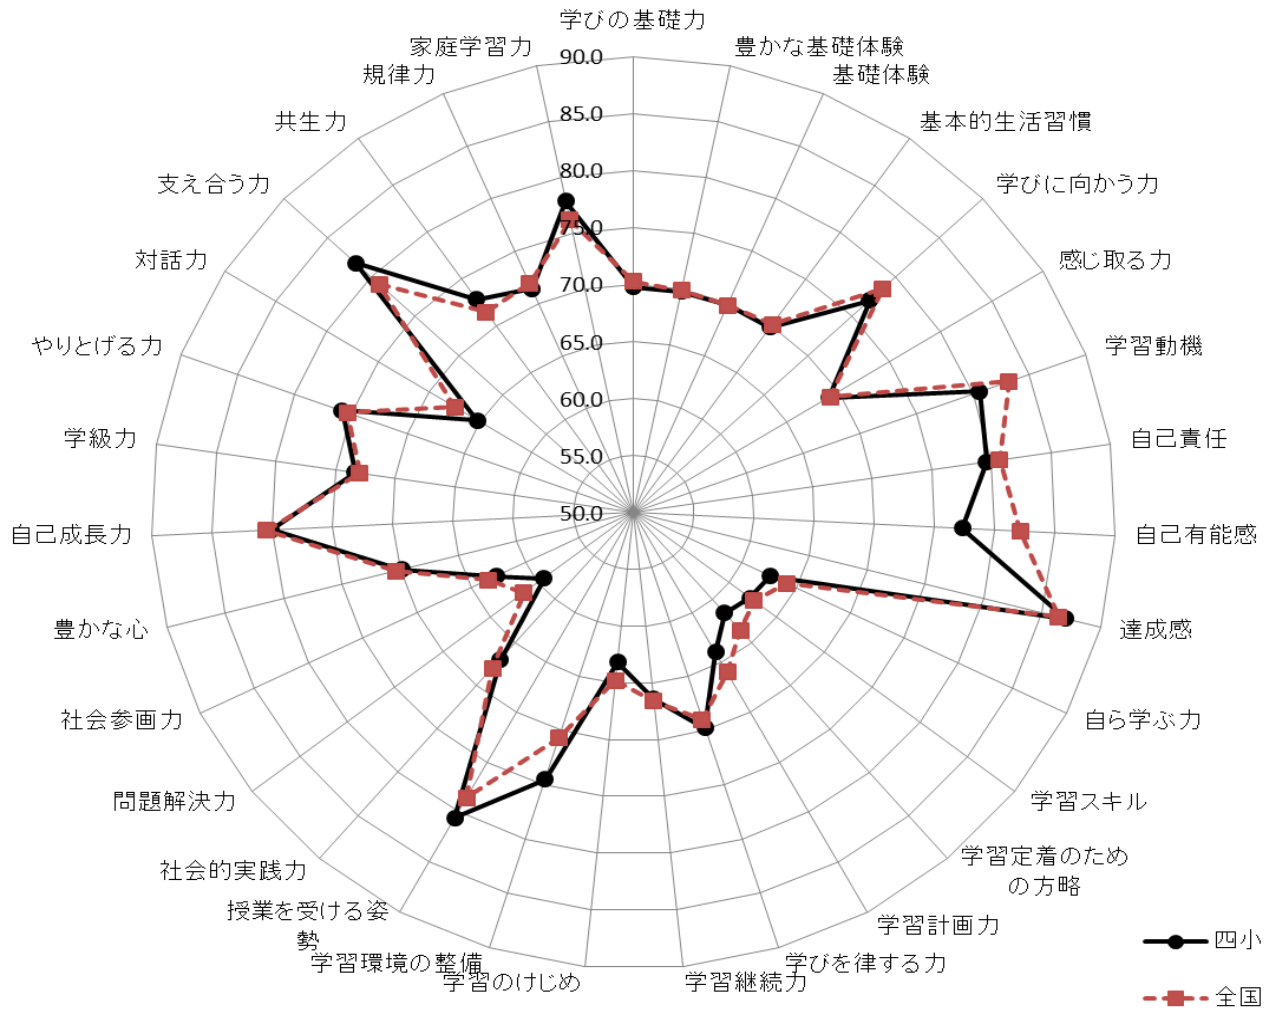 学びの基礎力
豊かな基礎体験
基礎体験
基本的生活習慣
学びに向かう力
感じ取る力
学習動機
自己責任
自己有能感
達成感
自ら学ぶ力
学習スキル
学習定着のため
の方略
学習計画力
学びを律する力
学習継続力
学習のけじめ
学習環境の整備
授業を受ける姿
勢
社会的実践力
問題解決力
社会参画力
豊かな心
自己成長力
学級力
やりとげる力
対話力
支え合う力
共生力
規律力
家庭学習力
90.0
85.0
80.0
75.0
70.0
65.0
60.0
55.0
50.0
四小
全国